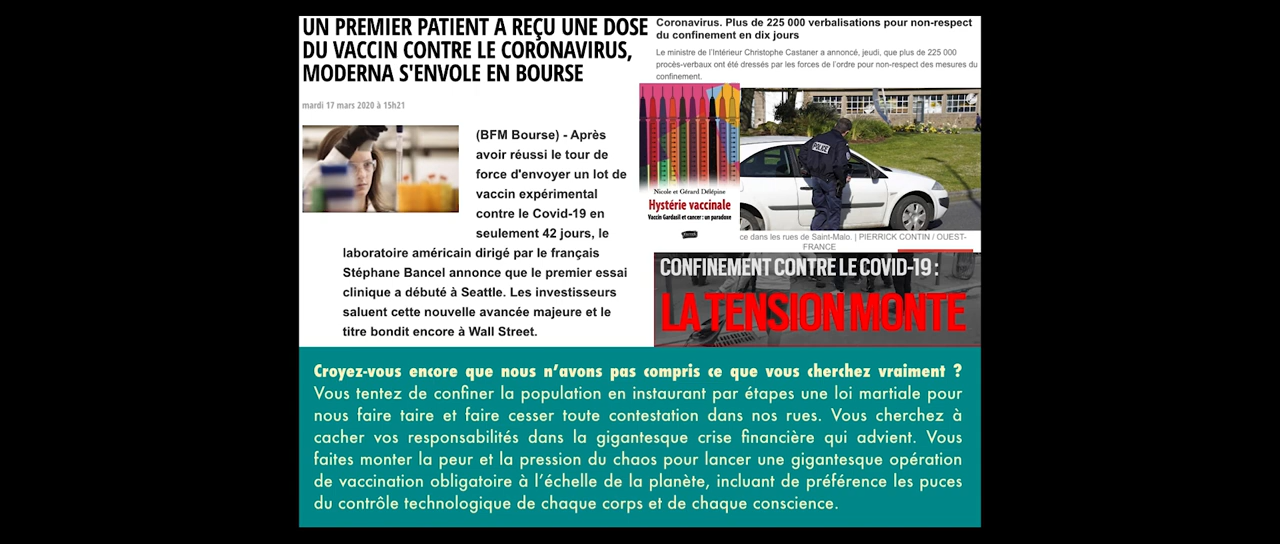 UN PREMIER PATIENT A REÇU UNE DOSE
DU VACCIN CONTRE LE CORONAVIRUS,
MODERNA S'ENVOLE EN BOURSE
mardi 17 mars 2020 à 15h21
(BFM Bourse) - Après
avoir réussi le tour de
force d'envoyer un lot de
vaccin expérimental
contre le Covid-19 en
seulement 42 jours, le
laboratoire américain dirigé par le français
Stéphane Bancel annonce que le premier essai
clinique a débuté à Seattle. Les investisseurs
saluent cette nouvelle avancée majeure et le
titre bondit encore à Wall Street.
Coronavirus. Plus de 225 000 verbalisations pour non-respect
du confinement en dix jours
Le ministre de l'Intérieur Christophe Castaner a annoncé, jeudi, que plus de 225 000
procès-verbaux ont été dressés par les forces de l'ordre pour non-respect des mesures du
confinement.
POLICE
Nicole et Gérard Délépine
Hystérie vaccinale
Vaccin Gardasil et cancer : un paradoxe
dans les rues de Saint-Malo. | PIERRICK CONTIN / OUEST-
FRANCE
CONFINEMENT CONTRE LE COVID-19 :
LA TENSION MONTE
Croyez-vous encore que nous n'avons pas compris ce que vous cherchez vraiment ?
Vous tentez de confiner la population en instaurant par étapes une loi martiale pour
nous faire taire et faire cesser toute contestation dans nos rues. Vous cherchez à
cacher vos responsabilités dans la gigantesque crise financière qui advient. Vous
faites monter la peur et la pression du chaos pour lancer une gigantesque opération
de vaccination obligatoire à l'échelle de la planète, incluant de préférence les puces
du contrôle technologique de chaque corps et de chaque conscience.